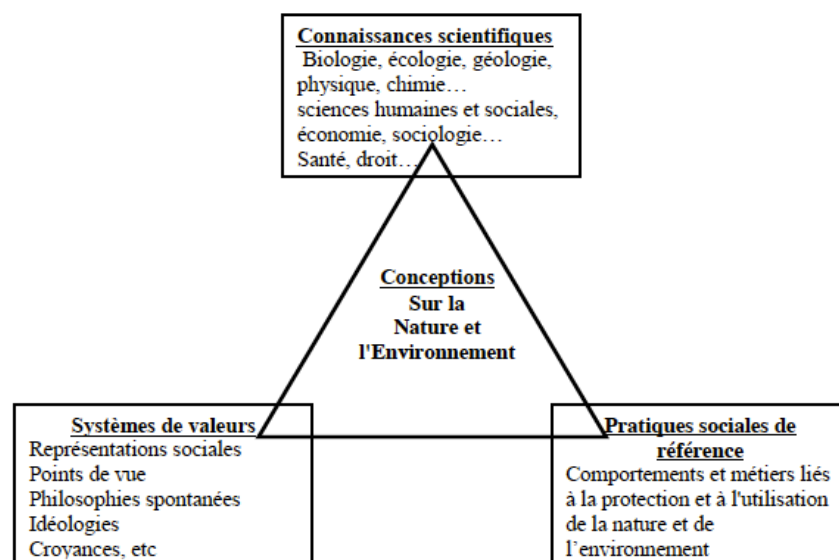 Connaissances scientifiques
Biologie, écologie, géologie,
physique, chimie…
sciences humaines et sociales,
économie, sociologie…
Santé, droit…
Conceptions
Sur la
Nature et
l'Environnement
Systèmes de valeurs
Représentations sociales
Points de vue
Philosophies spontanées
Idéologies
Croyances, etc
Pratiques sociales de
référence
Comportements et métiers liés
à la protection et à l'utilisation
de la nature et de
l’environnement